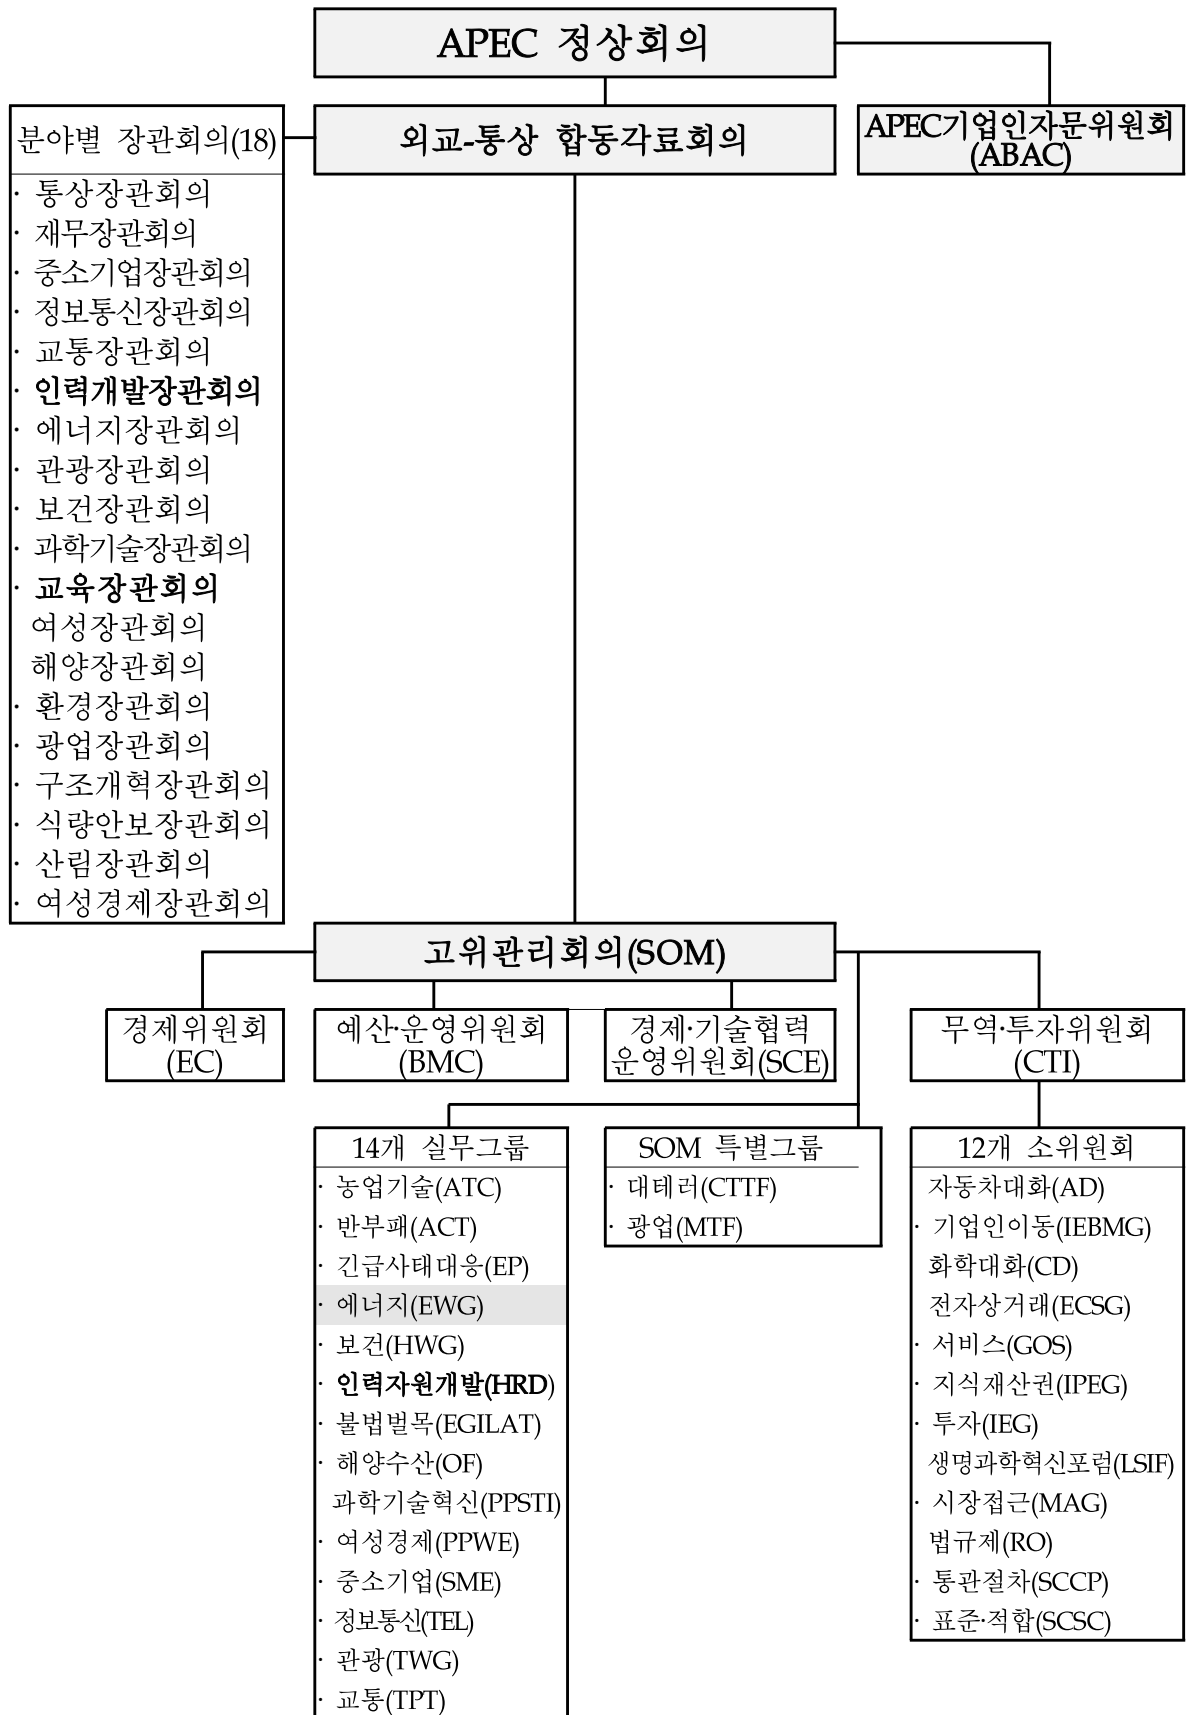 APEC 정상회의
분야별 장관회의(18)
외교-통상 합동각료회의
APEC기업인자문위원회
(ABAC)
· 통상장관회의
· 재무장관회의
· 중소기업장관회의
· 정보통신장관회의
· 교통장관회의
· 인력개발장관회의
· 에너지장관회의
· 관광장관회의
· 보건장관회의
· 과학기술장관회의
· 교육장관회의
여성장관회의
해양장관회의
· 환경장관회의
· 광업장관회의
· 구조개혁장관회의
· 식량안보장관회의
· 산림장관회의
· 여성경제장관회의
고위관리회의(SOM)
경제위원회
(EC)
예산·운영위원회
(BMC)
경제·기술협력
운영위원회(SCE)
무역·투자위원회
(CTI)
14개 실무그룹
· 농업기술(ATC)
· 반부패(ACT)
· 긴급사태대응(EP)
· 에너지(EWG)
· 보건(HWG)
· 인력자원개발(HRD)
· 불법벌목(EGILAT)
· 해양수산(OF)
과학기술혁신(PPSTI)
· 여성경제(PPWE)
· 중소기업(SME)
· 정보통신(TEL)
· 관광(TWG)
· 교통(TPT)
SOM 특별그룹
· 대테러(CTTF)
· 광업(MTF)
12개 소위원회
자동차대화(AD)
· 기업인이동(IEBMG)
화학대화(CD)
전자상거래(ECSG)
· 서비스(GOS)
· 지식재산권(IPEG)
· 투자(IEG)
생명과학혁신포럼(LSIF)
· 시장접근(MAG)
법규제(RO)
· 통관절차(SCCP)
· 표준·적합(SCSC)